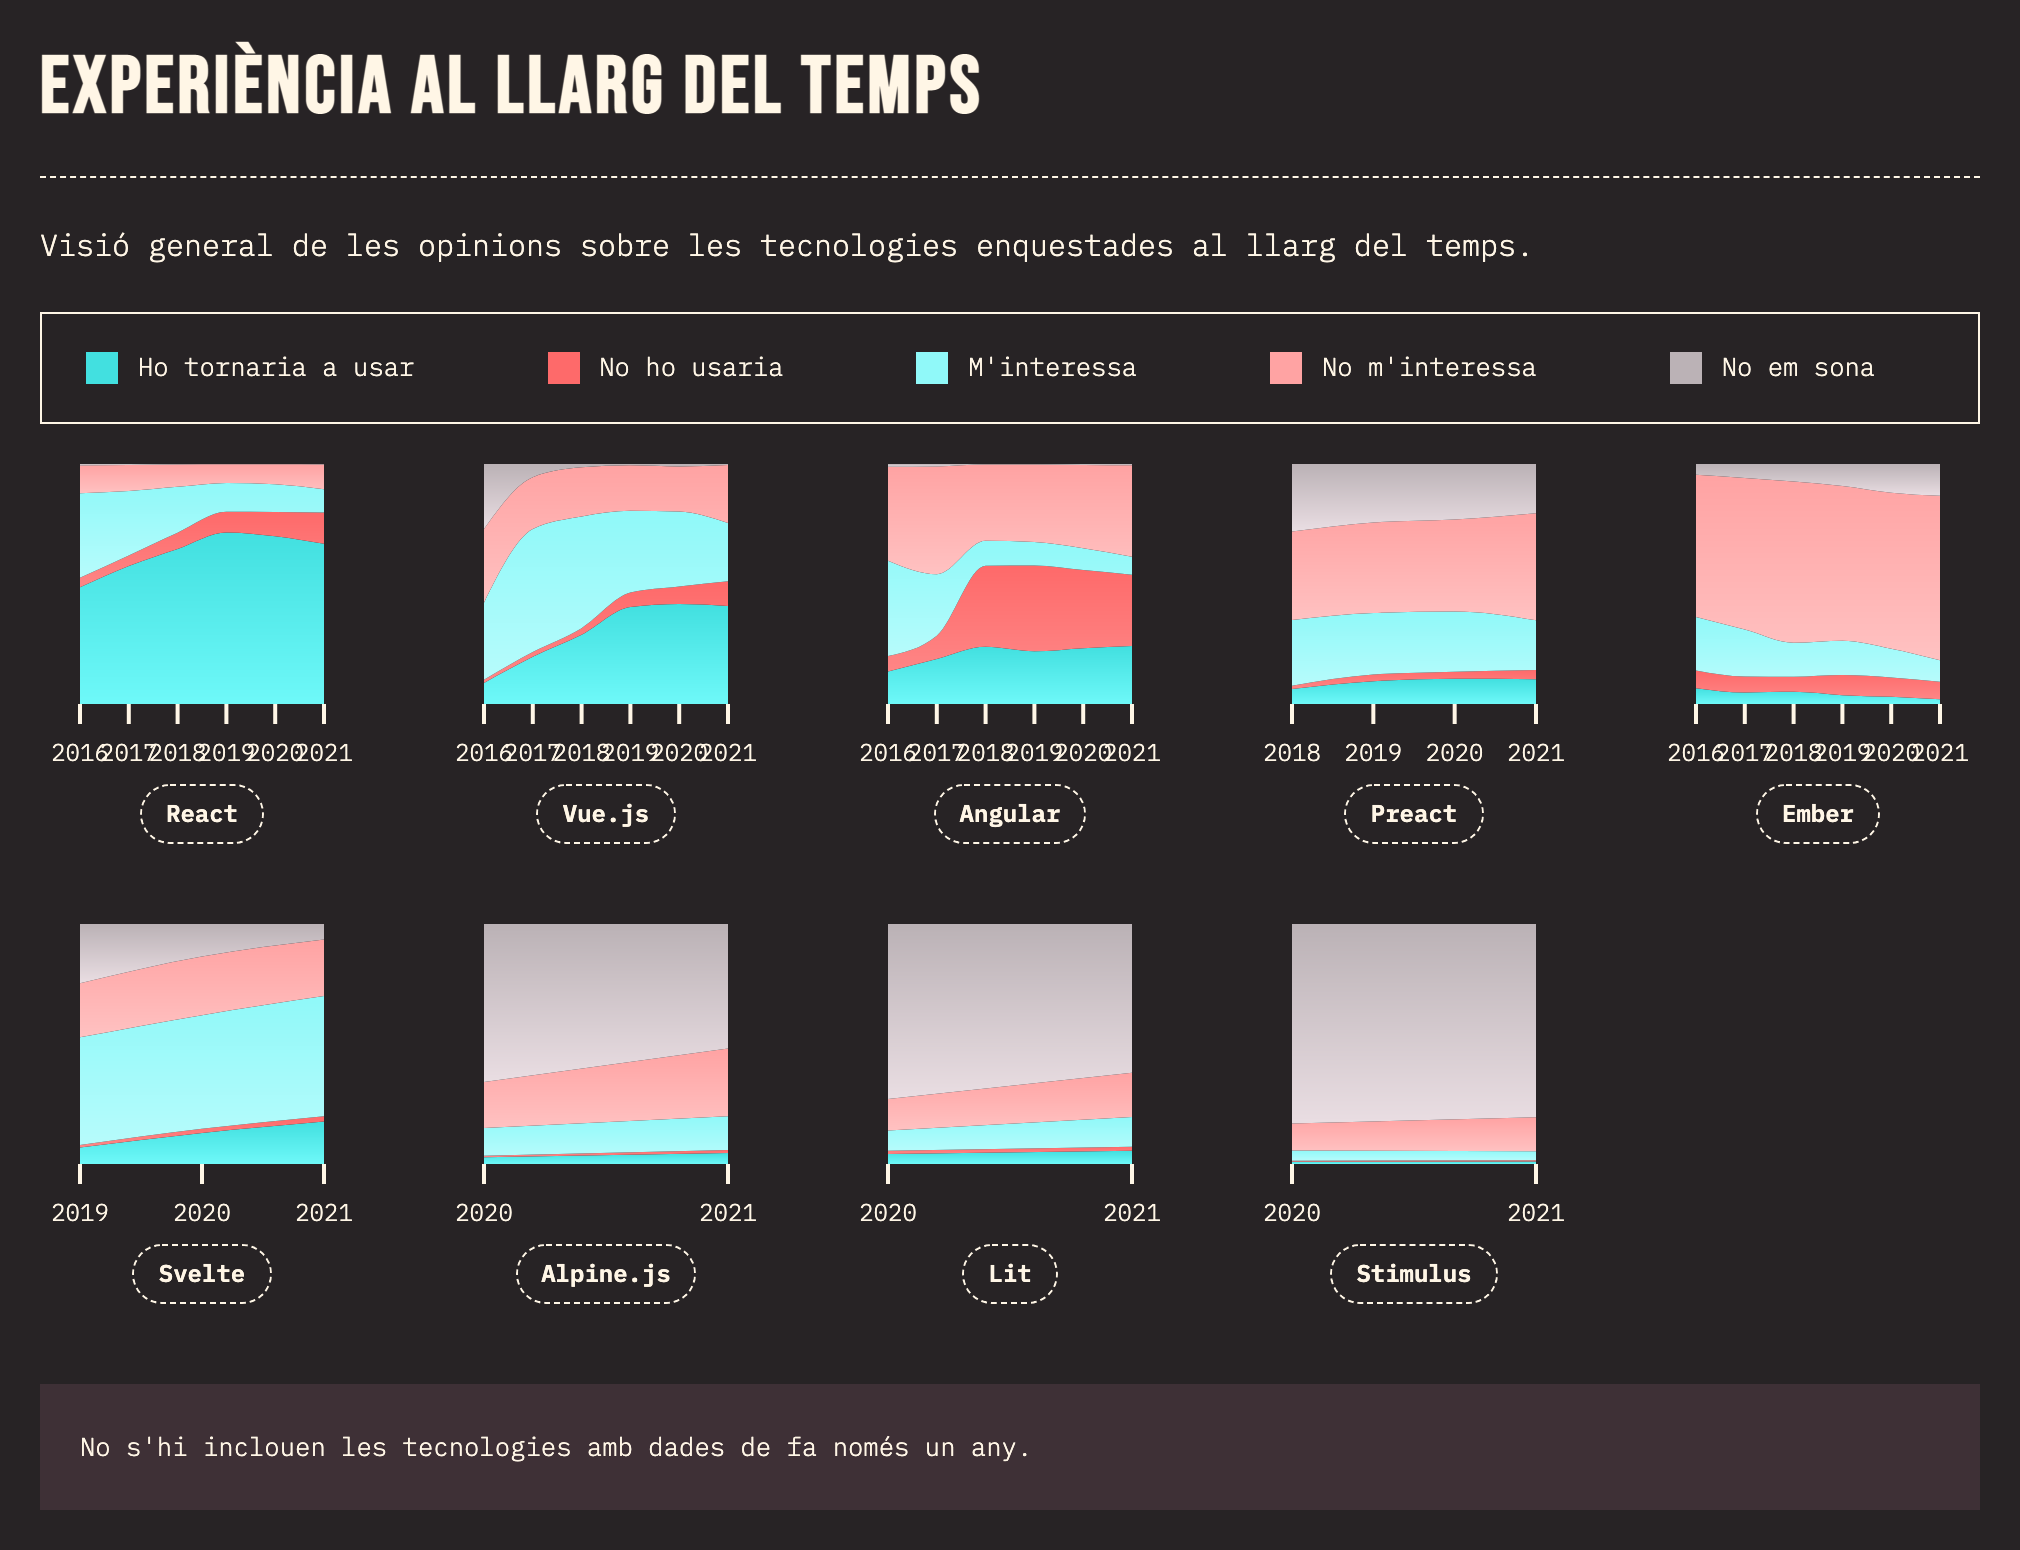 EXPERIÈNCIA AL LLARG DEL TEMPS
Visió general de les opinions sobre les tecnologies enquestades al llarg del temps.
Ho tornaria a usar No ho usaria M'interessa No m'interessa No em sona
2016 2017 2018 2019 2020 2021 2016 2017 2018 2019 2020 2021 2016 2017 2018 2019 2020 2021 2018 2019 2020 2021 2016 2017 2018 2019 2020 2021
React Vue.js Angular Preact Ember
2019 2020 2021 2020 2021 2020 2021 2020 2021
Svelte Alpine.js Lit Stimulus
No s'hi inclouen les tecnologies amb dades de fa només un any.